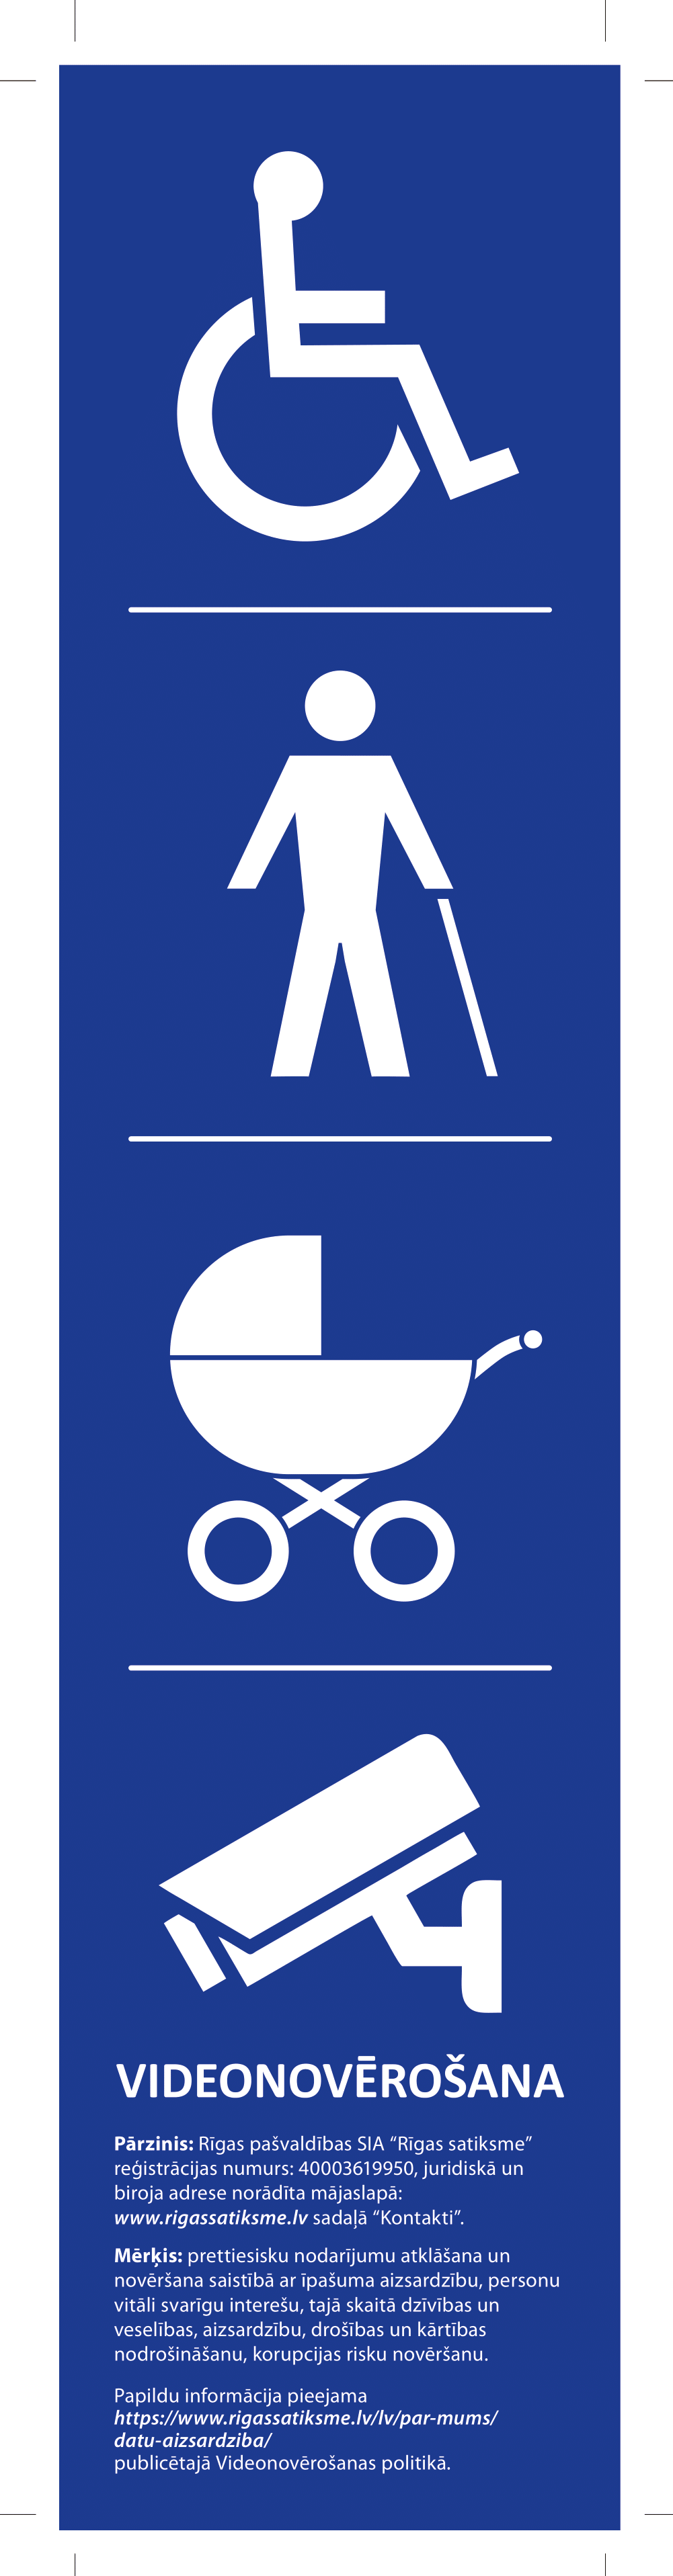 VIDEONOVĒROŠANA
Pārzinis: Rīgas pašvaldības SIA “Rīgas satiksme”
reģistrācijas numurs: 40003619950, juridiskā un
biroja adrese norādīta mājaslapā:
www.rigassatiksme.lv sadaļā “Kontakti”.
Mērķis: prettiesisku nodarījumu atklāšana un
novēršana saistībā ar īpašuma aizsardzību, personu
vitāli svarīgu interešu, tajā skaitā dzīvības un
veselības, aizsardzību, drošības un kārtības
nodrošināšanu, korupcijas risku novēršanu.
Papildu informācija pieejama
https://www.rigassatiksme.lv/lv/par-mums/
datu-aizsardziba/
publicētajā Videonovērošanas politikā.